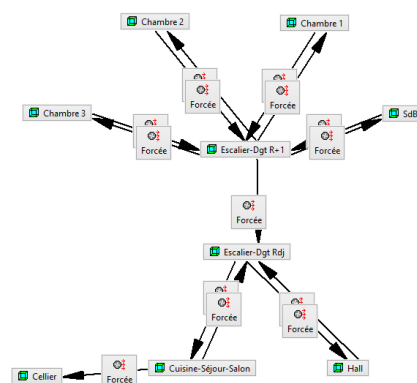 Chambre 2
Chambre 1
Forcée
Forcée
Chambre 3
SdB
Forcée
Forcée
Escalier-Dgt R+1
Forcée
Escalier-Dgt Rdj
Forcée
Forcée
Cellier
Forcée
Cuisine-Séjour-Salon
Hall